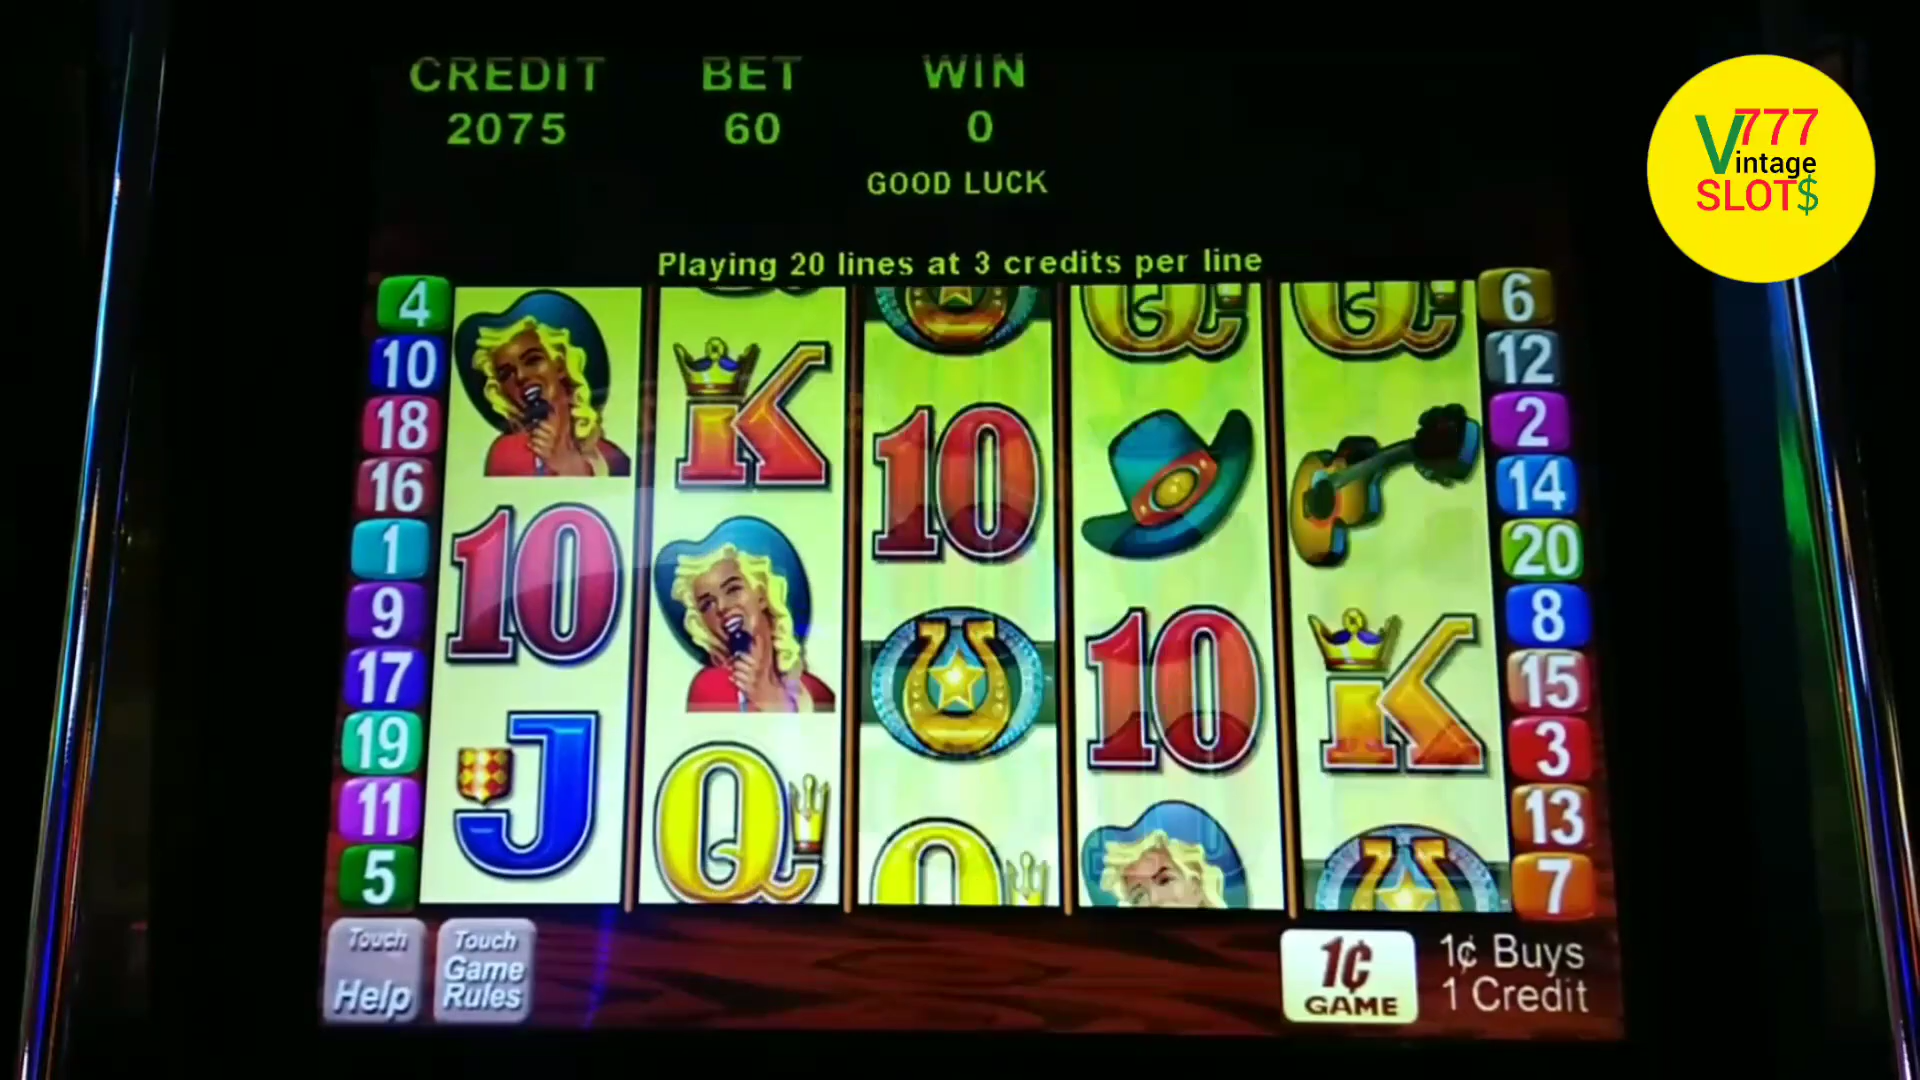 CREDIT BET WIN
2075 60 0
GOOD LUCK
Playing 20 lines at 3 credits per line
V777
intage
SLOT$
4
10
18
16
1
9
17
19
11
5
K
10
10
10
J
Q
Q
Q
Q
K
6
12
2
14
20
8
15
3
13
7
Touch
Help
Touch
Game
Rules
1¢
GAME
1¢ Buys
1 Credit